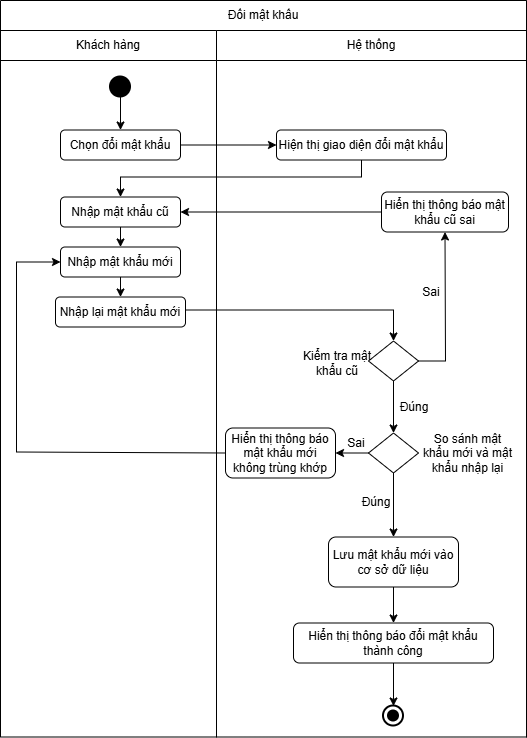 Đổi mật khẩu
Khách hàng
Hệ thống
Chọn đổi mật khẩu
Hiện thị giao diện đổi mật khẩu
Nhập mật khẩu cũ
Hiển thị thông báo mật
khẩu cũ sai
Nhập mật khẩu mới
Nhập lại mật khẩu mới
Sai
Kiểm tra mật
khẩu cũ
Đúng
Hiển thị thông báo
mật khẩu mới
không trùng khớp
Sai
So sánh mật
khẩu mới và mật
khẩu nhập lại
Đúng
Lưu mật khẩu mới vào
cơ sở dữ liệu
Hiển thị thông báo đổi mật khẩu
thành công